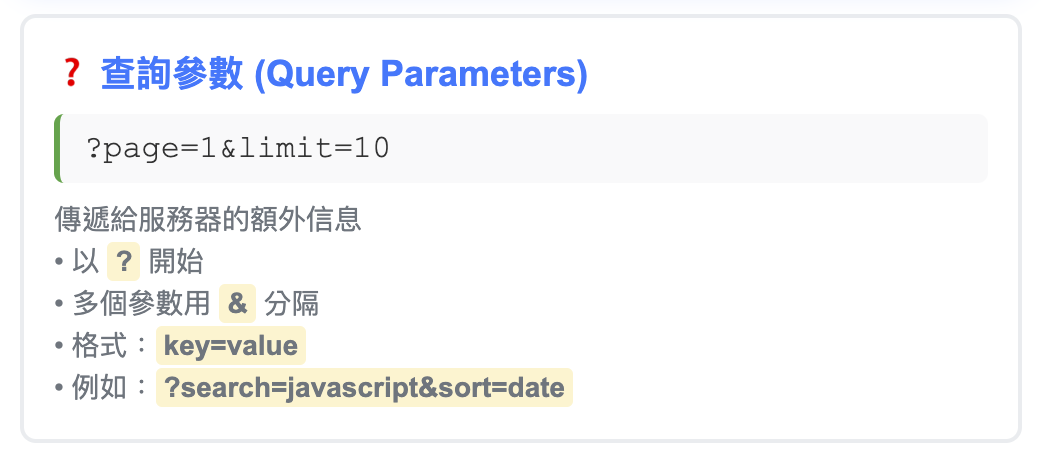 ❓ 查詢參數 (Query Parameters)
?page=1&limit=10
傳遞給服務器的額外信息
• 以 ? 開始
• 多個參數用 & 分隔
• 格式：key=value
• 例如：?search=javascript&sort=date